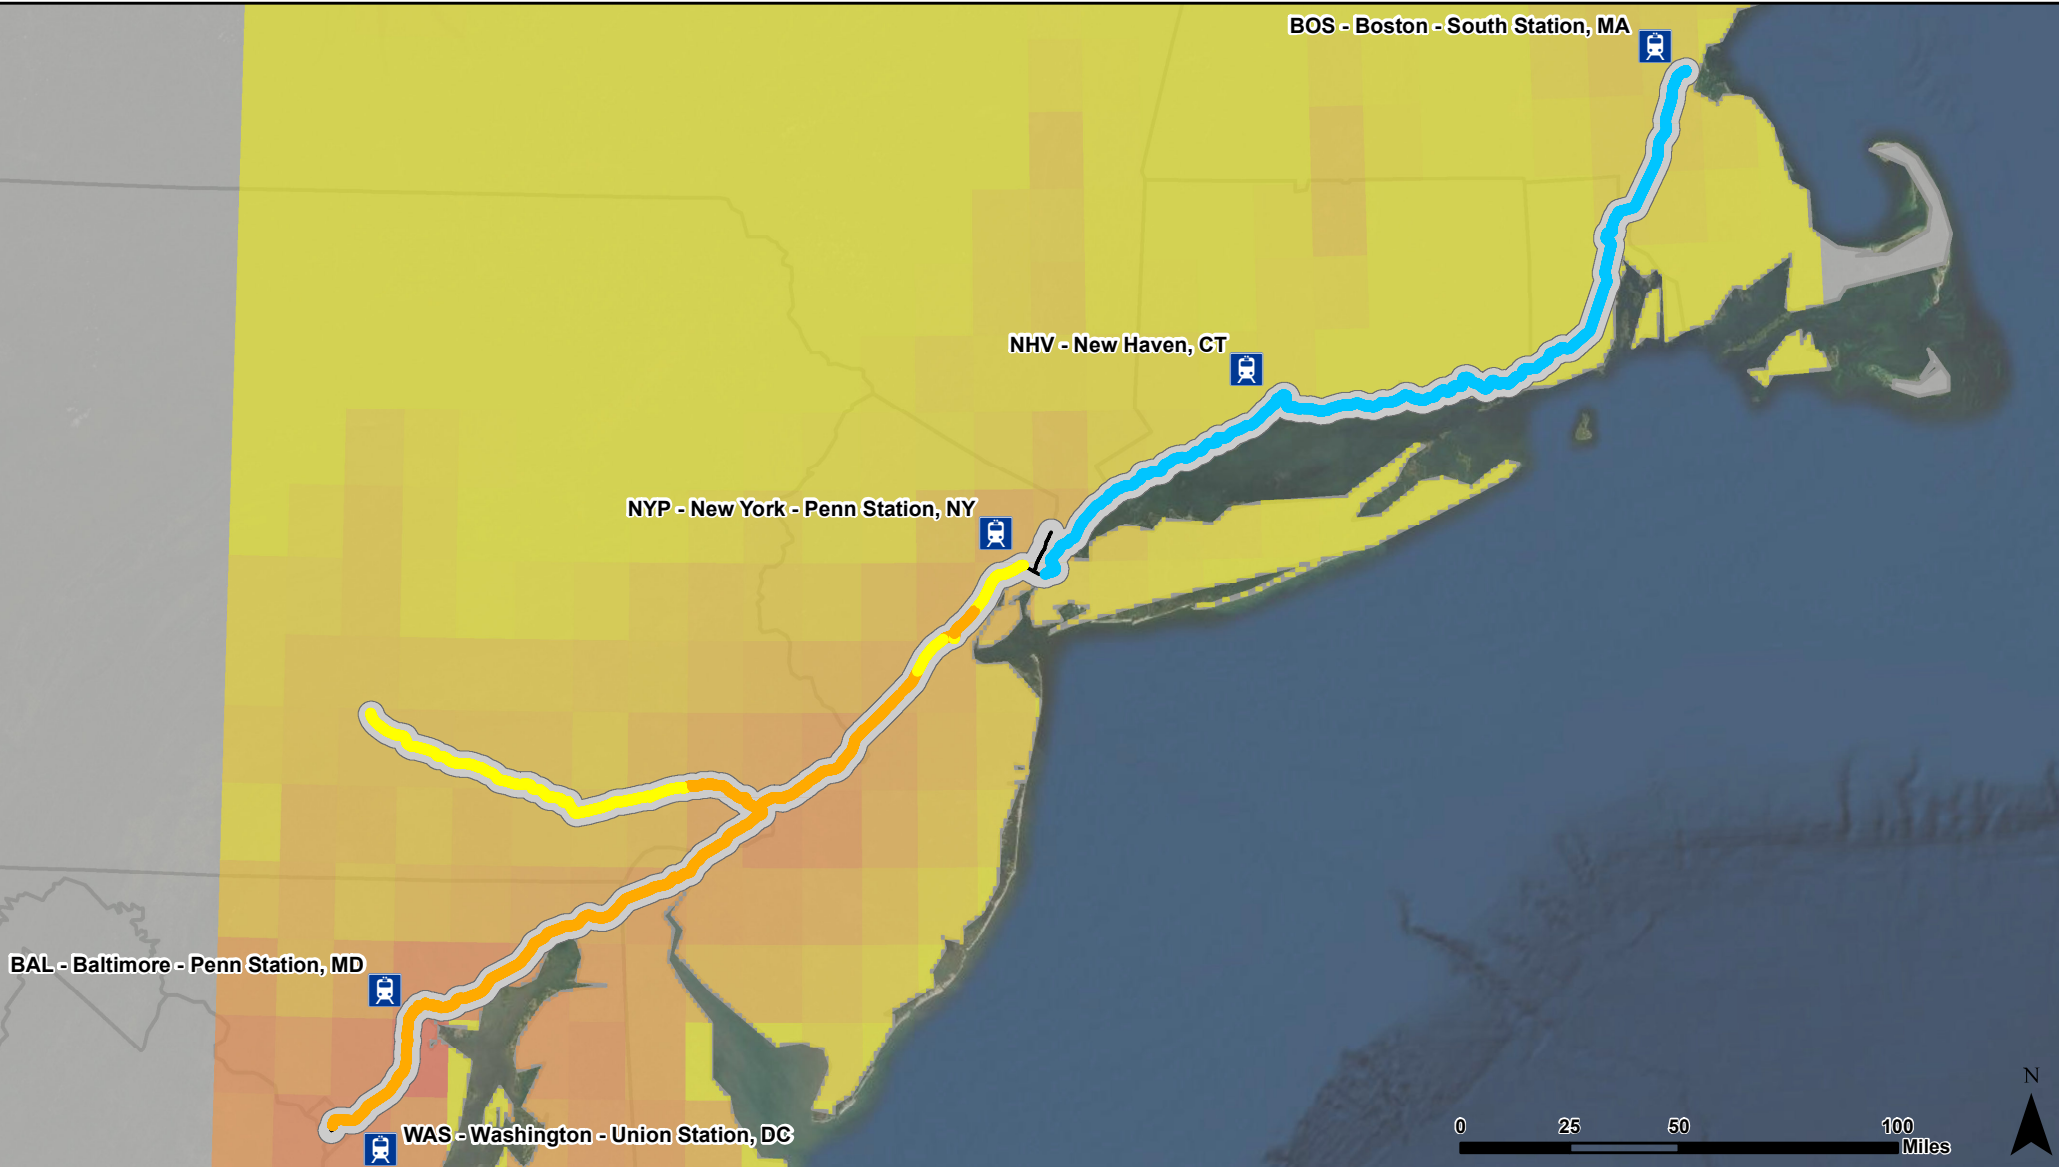 BOS - Boston - South Station, MA
NHV - New Haven, CT
NYP - New York - Penn Station, NY
BAL - Baltimore - Penn Station, MD
WAS - Washington - Union Station, DC
N
0 25 50 100
Miles